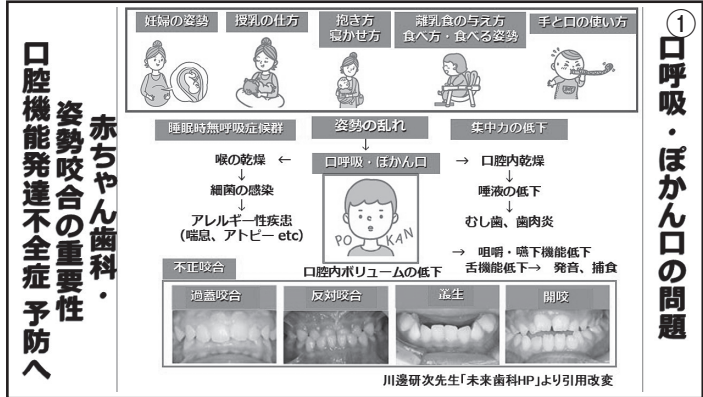 ①
口呼吸・ぽかん口の問題
妊婦の姿勢
授乳の仕方
抱き方
寝かせ方
離乳食の与え方
食べ方・食べる姿勢
手と口の使い方
睡眠時無呼吸症候群
姿勢の乱れ
集中力の低下
↓
喉の乾燥 ←
口呼吸・ぽかん口
→ 口腔内乾燥
↓
細菌の感染
↓
アレルギー性疾患
(喘息、アトピー etc)
POKAN
↓
唾液の低下
↓
むし歯、歯肉炎
→ 咀嚼・嚥下機能低下
舌機能低下→ 発音、捕食
口腔内ボリュームの低下
不正咬合
過蓋咬合
反対咬合
叢生
開咬
川邊研次先生「未来歯科HP」より引用改変
赤ちゃん歯科・
姿勢咬合の重要性
口腔機能発達不全症 予防へ